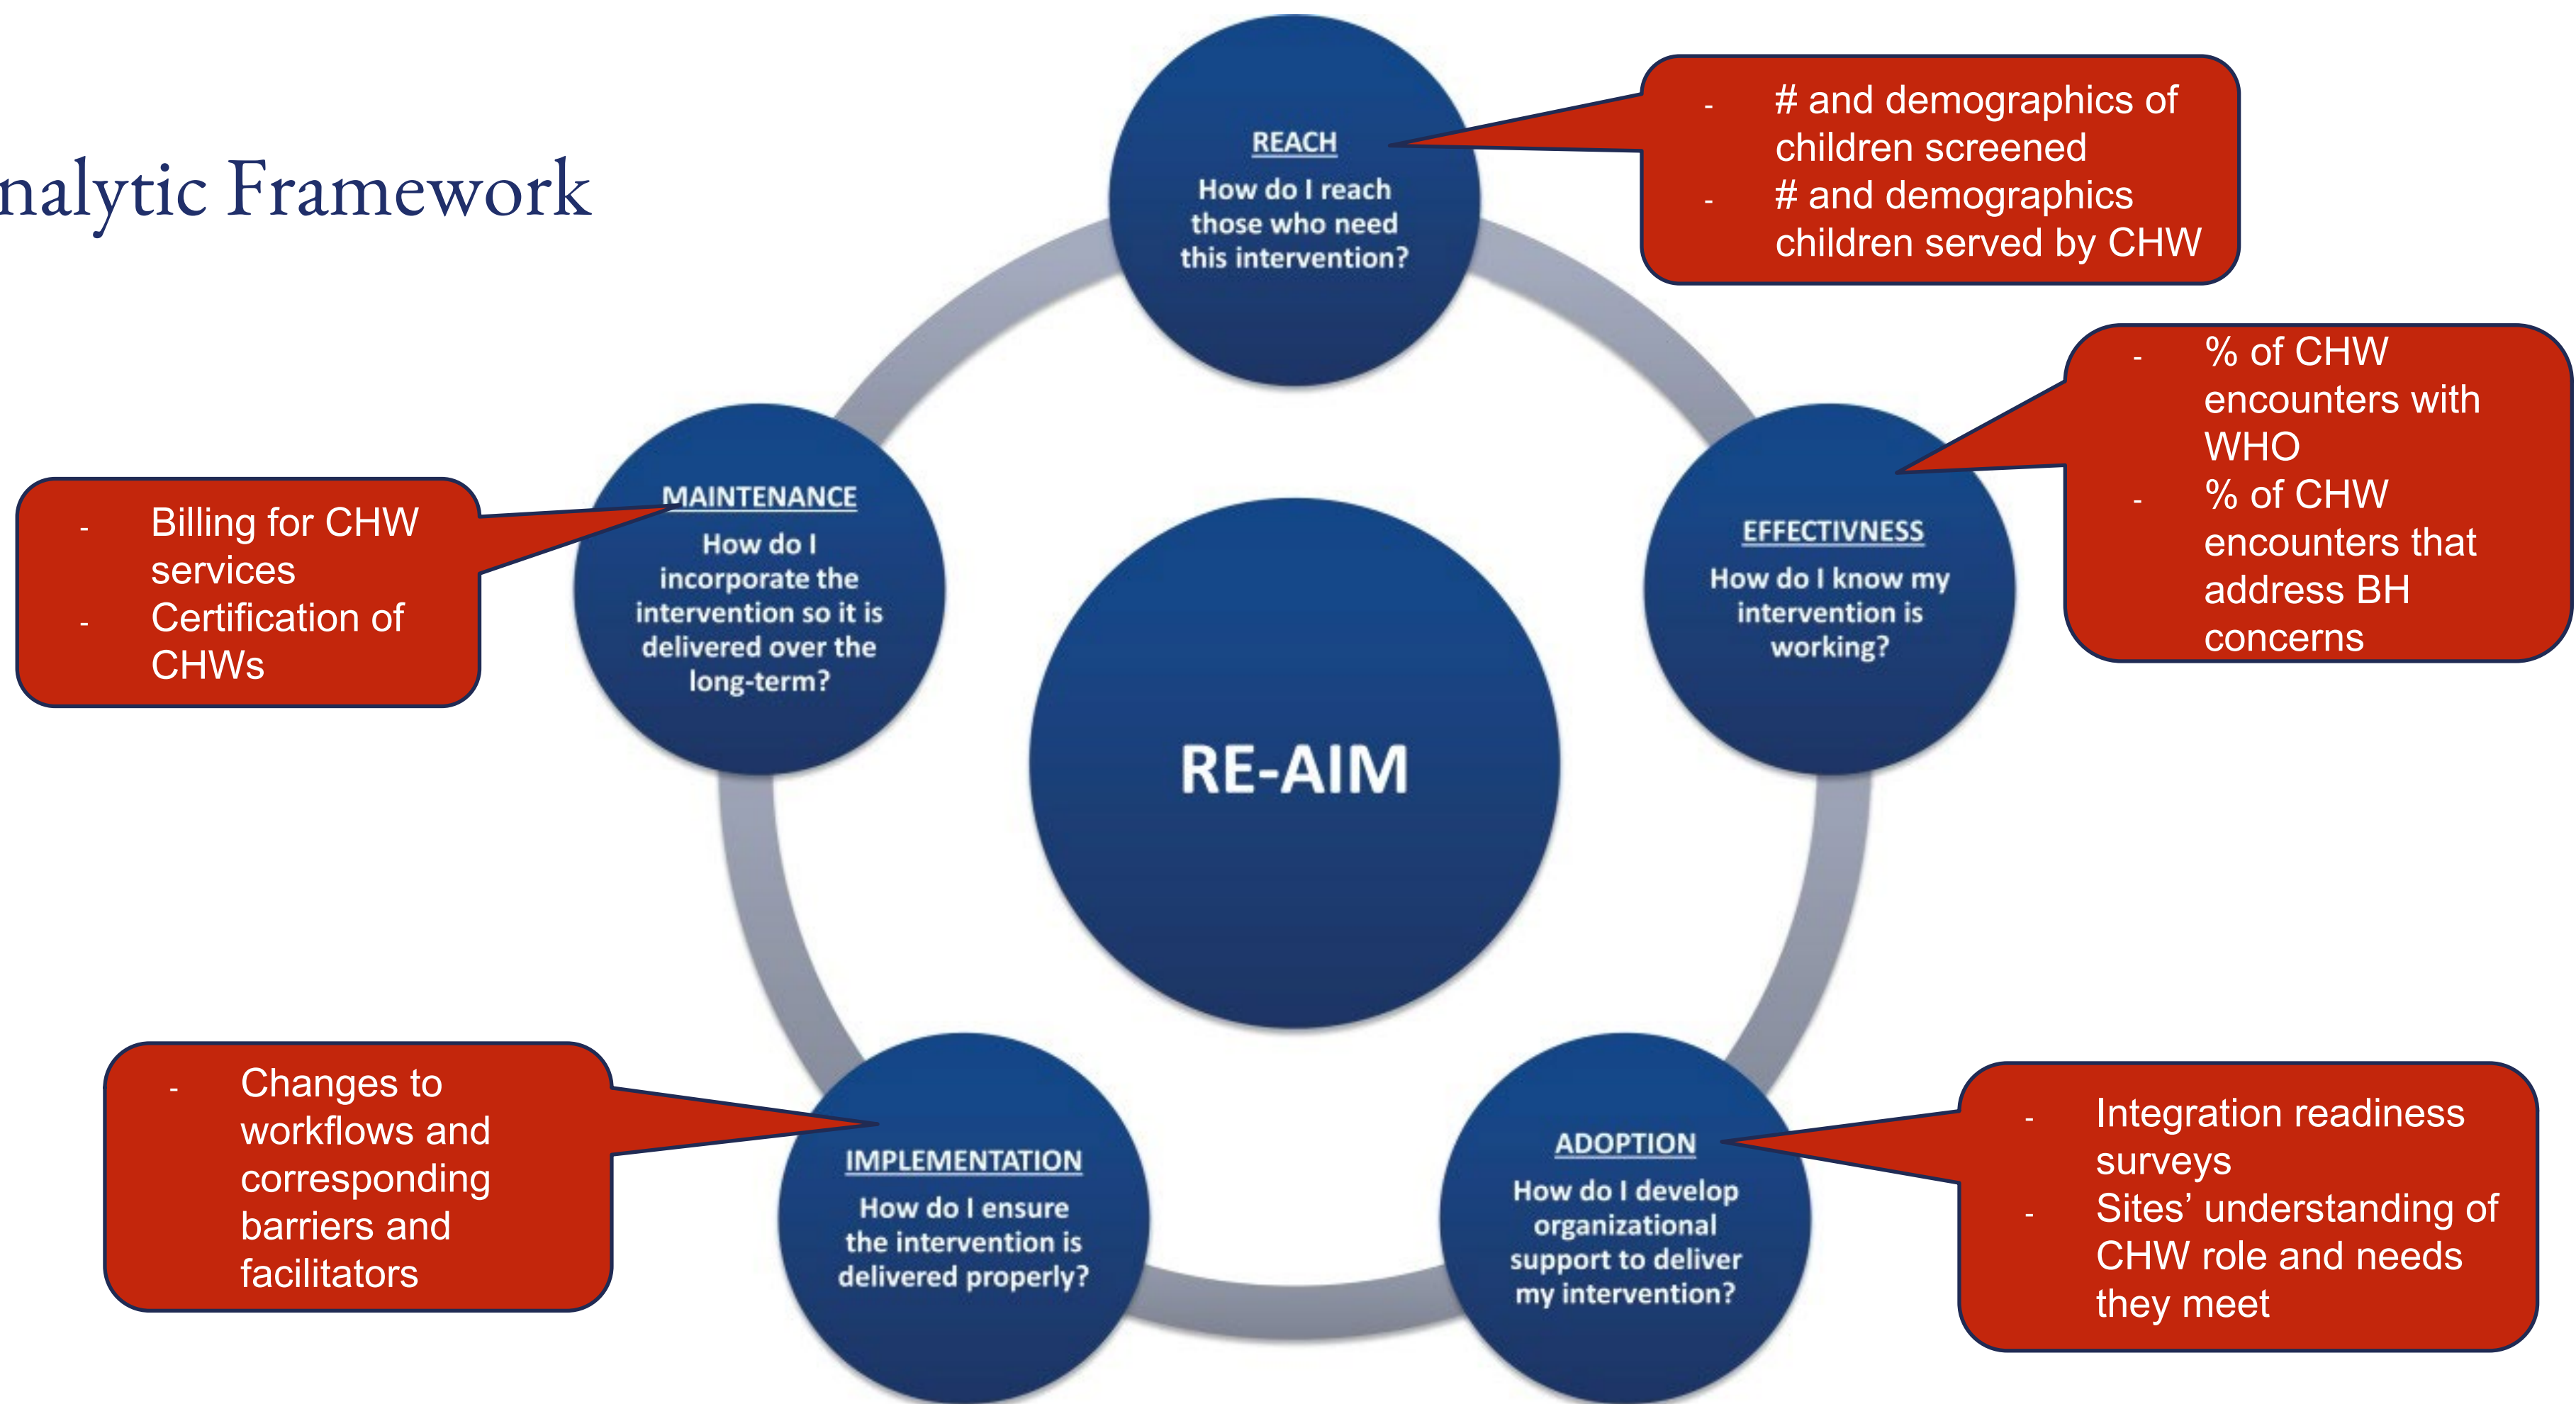 nalytic Framework
REACH
How do I reach
those who need
this intervention?
- # and demographics of
children screened
- # and demographics
children served by CHW
EFFECTIVNESS
How do I know my
intervention is
working?
- % of CHW
encounters with
WHO
- % of CHW
encounters that
address BH
concerns
ADOPTION
How do I develop
organizational
support to deliver
my intervention?
- Integration readiness
surveys
- Sites’ understanding of
CHW role and needs
they meet
IMPLEMENTATION
How do I ensure
the intervention is
delivered properly?
- Changes to
workflows and
corresponding
barriers and
facilitators
MAINTENANCE
How do I
incorporate the
intervention so it is
delivered over the
long-term?
- Billing for CHW
services
- Certification of
CHWs
RE-AIM